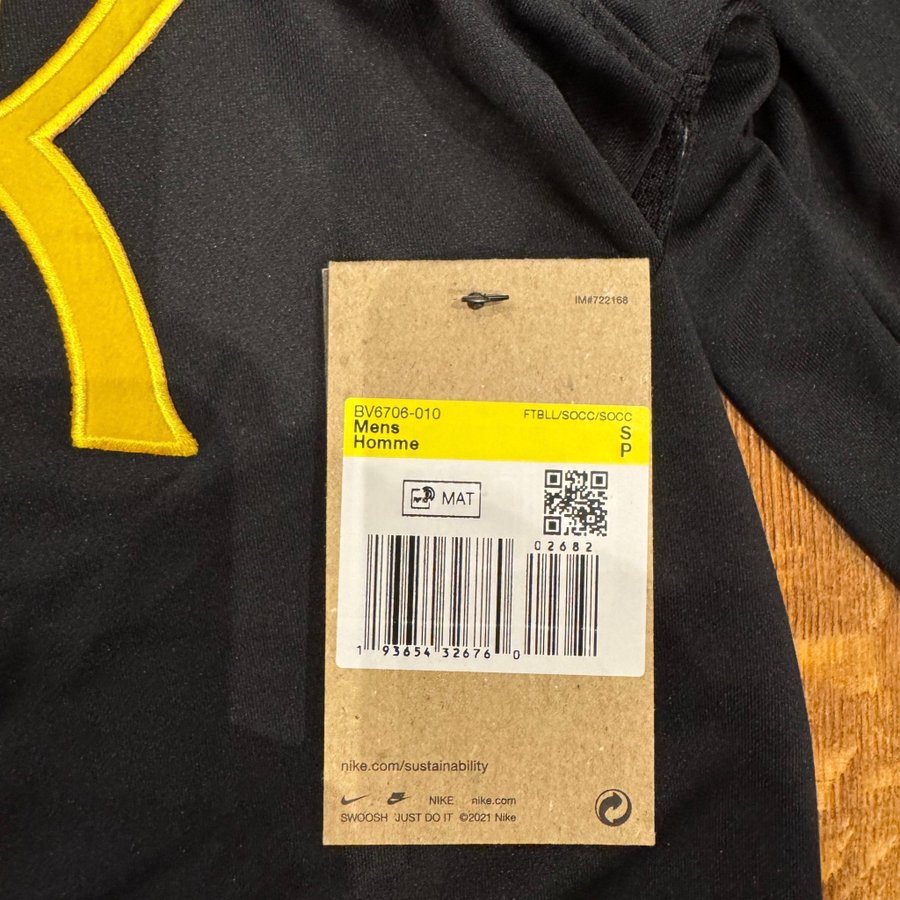 IM#722168
BV6706-010 FTBLL/SOCC/SOCC
Mens S
Homme P
MAT
02682
1 93654 32676 0
nike.com/sustainability
NIKE nike.com
SWOOSH JUST DO IT ©2021 Nike